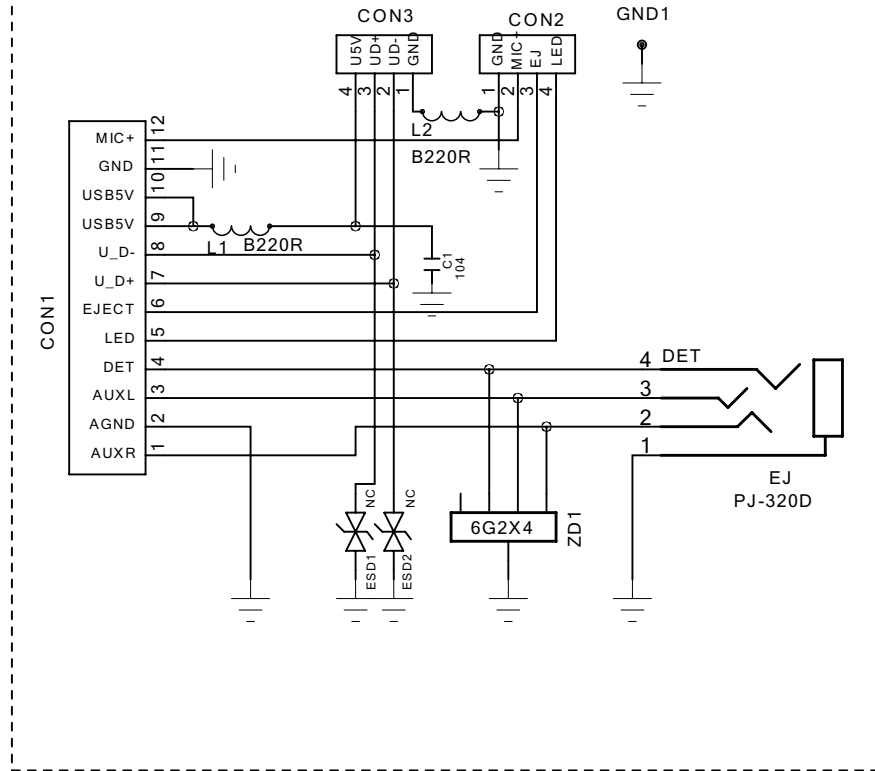 CON3
CON2
GND1
U5V
UD+
UD-
GND
GND
MIC+
EJ
LED
4
3
2
1
1
2
3
4
L2
B220R
CON1
MIC+ 12
GND 11
USB5V 10
USB5V 9
L1 B220R
U_D- 8
C1
104
U_D+ 7
EJECT 6
LED 5
DET 4
4 DET
AUXL 3
3
AGND 2
2
AUXR 1
1
EJ
PJ-320D
NC
NC
6G2X4
ZD1
ESD1
ESD2